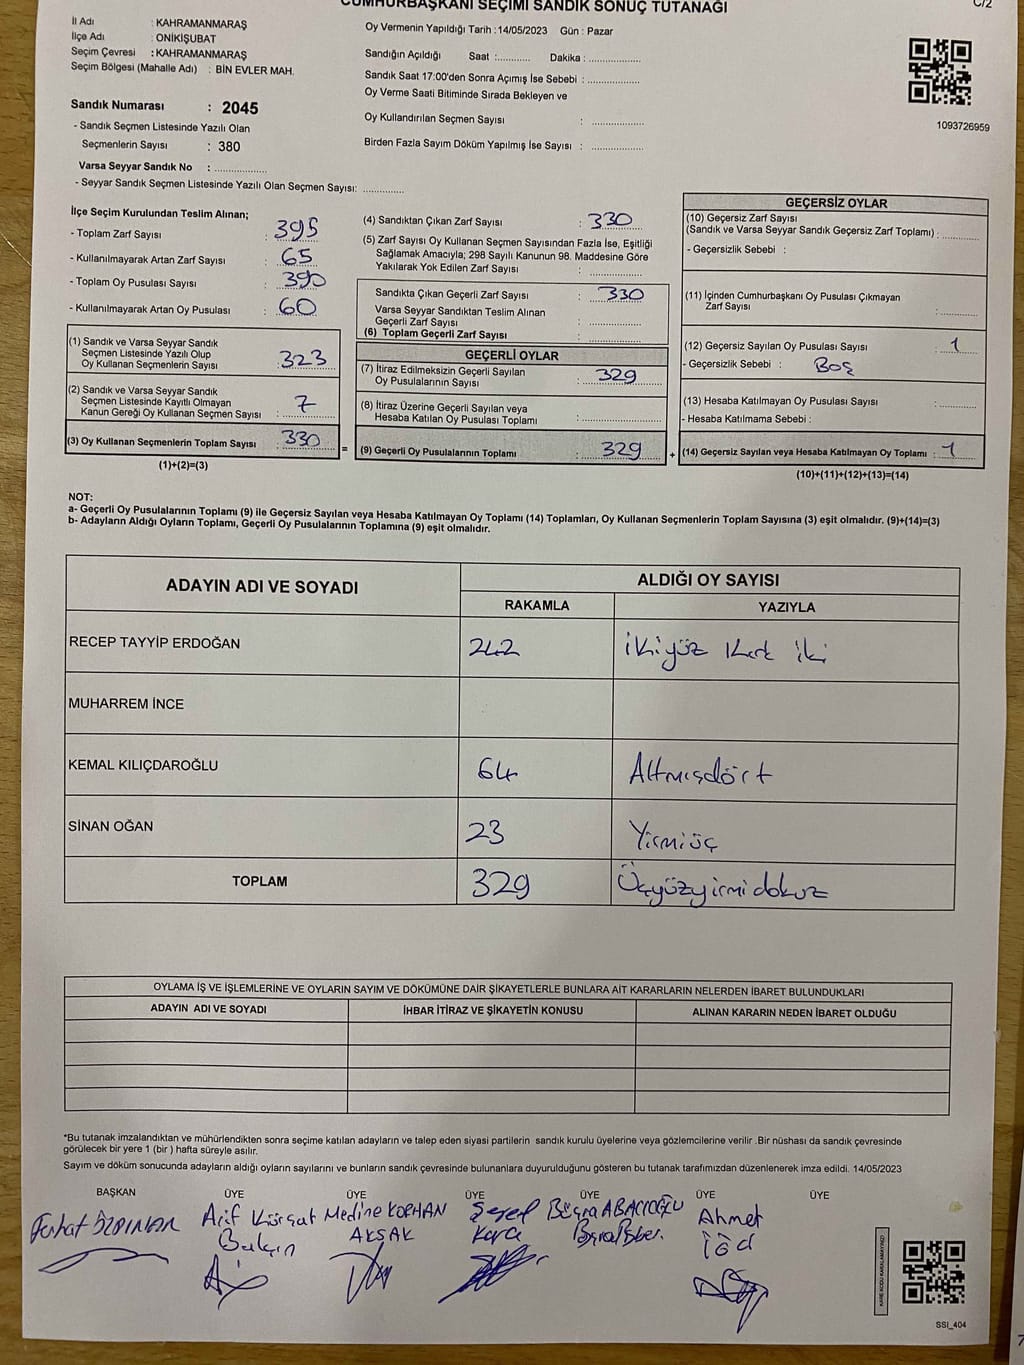 CUMHURBAŞKANI SEÇİMİ SANDIK SONUÇ TUTANAĞI
C/2
İl Adı : KAHRAMANMARAŞ
İlçe Adı : ONİKİŞUBAT
Seçim Çevresi : KAHRAMANMARAŞ
Seçim Bölgesi (Mahalle Adı) : BİN EVLER MAH.
Sandık Numarası : 2045
- Sandık Seçmen Listesinde Yazılı Olan
Seçmenlerin Sayısı : 380
Varsa Seyyar Sandık No : ..................
- Seyyar Sandık Seçmen Listesinde Yazılı Olan Seçmen Sayısı: ..............
Oy Vermenin Yapıldığı Tarih :14/05/2023 Gün : Pazar
Sandığın Açıldığı Saat :............ Dakika : ..................
Sandık Saat 17:00'den Sonra Açımış İse Sebebi : ..................
Oy Verme Saati Bitiminde Sırada Bekleyen ve
Oy Kullandırılan Seçmen Sayısı : ..................
Birden Fazla Sayım Döküm Yapılmış İse Sayısı : ..................
1093726959
İlçe Seçim Kurulundan Teslim Alınan;
- Toplam Zarf Sayısı : 395
- Kullanılmayarak Artan Zarf Sayısı : 65
- Toplam Oy Pusulası Sayısı : 390
- Kullanılmayarak Artan Oy Pusulası : 60
(1) Sandık ve Varsa Seyyar Sandık
Seçmen Listesinde Yazılı Olup
Oy Kullanan Seçmenlerin Sayısı : 323
(2) Sandık ve Varsa Seyyar Sandık
Seçmen Listesinde Kayıtlı Olmayan
Kanun Gereği Oy Kullanan Seçmen Sayısı : 7
(3) Oy Kullanan Seçmenlerin Toplam Sayısı : 330
(1)+(2)=(3)
(4) Sandıktan Çıkan Zarf Sayısı : 330
(5) Zarf Sayısı Oy Kullanan Seçmen Sayısından Fazla İse, Eşitliği
Sağlamak Amacıyla; 298 Sayılı Kanunun 98. Maddesine Göre
Yakılarak Yok Edilen Zarf Sayısı : ..................
Sandıkta Çıkan Geçerli Zarf Sayısı : 330
Varsa Seyyar Sandıktan Teslim Alınan
Geçerli Zarf Sayısı : ..................
(6) Toplam Geçerli Zarf Sayısı : ..................
GEÇERLİ OYLAR
(7) İtiraz Edilmeksizin Geçerli Sayılan
Oy Pusulalarının Sayısı : 329
(8) İtiraz Üzerine Geçerli Sayılan veya
Hesaba Katılan Oy Pusulası Toplamı : ..................
= (9) Geçerli Oy Pusulalarının Toplamı : 329
GEÇERSİZ OYLAR
(10) Geçersiz Zarf Sayısı
(Sandık ve Varsa Seyyar Sandık Geçersiz Zarf Toplamı) : ............
- Geçersizlik Sebebi :
(11) İçinden Cumhurbaşkanı Oy Pusulası Çıkmayan
Zarf Sayısı : ............
(12) Geçersiz Sayılan Oy Pusulası Sayısı : 1
- Geçersizlik Sebebi : Boş
(13) Hesaba Katılmayan Oy Pusulası Sayısı : ............
- Hesaba Katılmama Sebebi :
+ (14) Geçersiz Sayılan veya Hesaba Katılmayan Oy Toplamı : 1
(10)+(11)+(12)+(13)=(14)
NOT:
a- Geçerli Oy Pusulalarının Toplamı (9) ile Geçersiz Sayılan veya Hesaba Katılmayan Oy Toplamı (14) Toplamları, Oy Kullanan Seçmenlerin Toplam Sayısına (3) eşit olmalıdır. (9)+(14)=(3)
b- Adayların Aldığı Oyların Toplamı, Geçerli Oy Pusulalarının Toplamına (9) eşit olmalıdır.
ADAYIN ADI VE SOYADI ALDIĞI OY SAYISI
RAKAMLA YAZIYLA
RECEP TAYYİP ERDOĞAN 242 ikiyüz kırk iki
MUHARREM İNCE
KEMAL KILIÇDAROĞLU 64 Altmışdört
SİNAN OĞAN 23 Yirmiüç
TOPLAM 329 Üçyüzyirmidokuz
OYLAMA İŞ VE İŞLEMLERİNE VE OYLARIN SAYIM VE DÖKÜMÜNE DAİR ŞİKAYETLERLE BUNLARA AİT KARARLARIN NELERDEN İBARET BULUNDUKLARI
ADAYIN ADI VE SOYADI İHBAR İTİRAZ VE ŞİKAYETİN KONUSU ALINAN KARARIN NEDEN İBARET OLDUĞU
*Bu tutanak imzalandıktan ve mühürlendikten sonra seçime katılan adayların ve talep eden siyasi partilerin sandık kurulu üyelerine veya gözlemcilerine verilir .Bir nüshası da sandık çevresinde
görülecek bir yere 1 (bir ) hafta süreyle asılır.
Sayım ve döküm sonucunda adayların aldığı oyların sayılarını ve bunların sandık çevresinde bulunanlara duyurulduğunu gösteren bu tutanak tarafımızdan düzenlenerek imza edildi. 14/05/2023
BAŞKAN ÜYE ÜYE ÜYE ÜYE ÜYE ÜYE
Ferhat ÖZDİNAR Arif Kürşat Medine KORHAN Şeref Büşra ABACIOĞLU Ahmet
AKŞAK Kara
KARE KODU KARALAMAYINIZ!
SSI_404